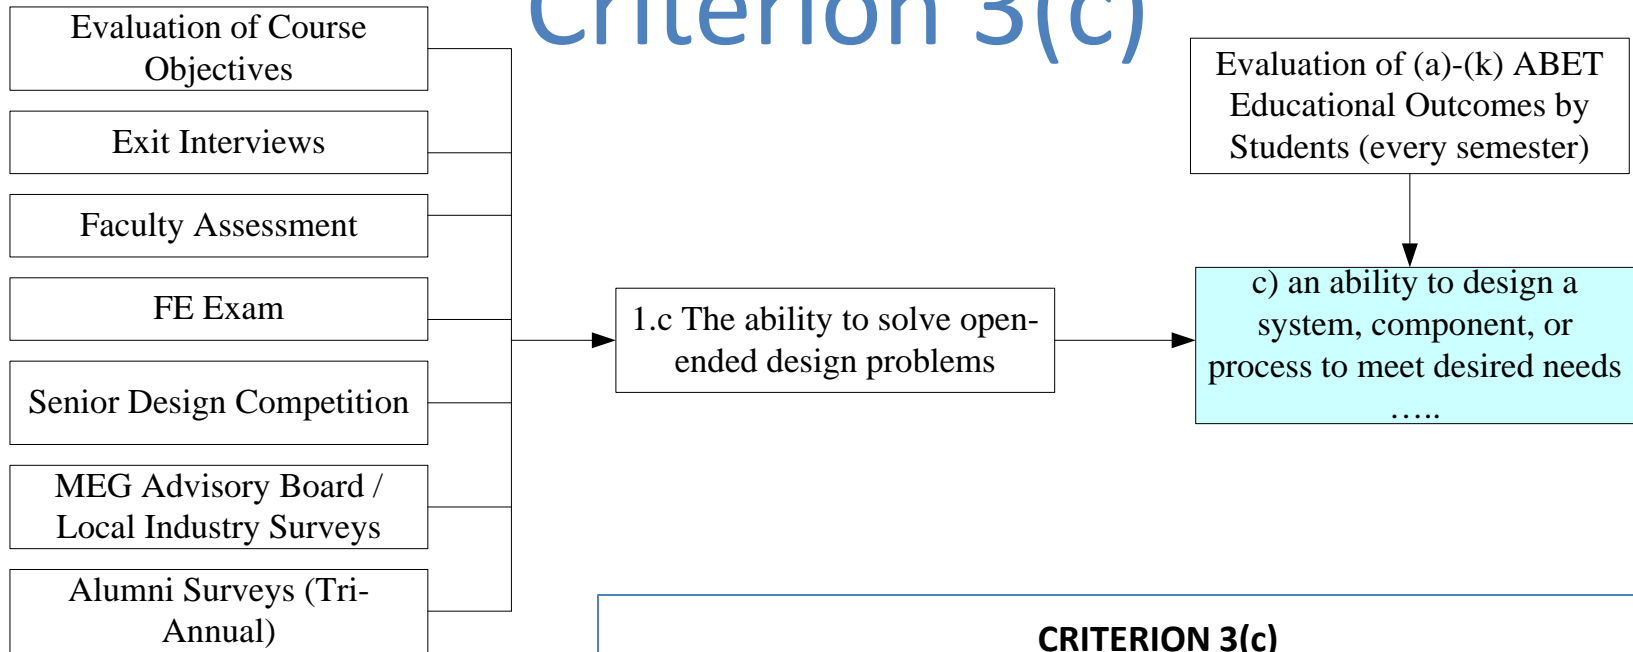 Criterion 3(c)
Evaluation of Course
Objectives
Exit Interviews
Faculty Assessment
FE Exam
Senior Design Competition
MEG Advisory Board /
Local Industry Surveys
Alumni Surveys (Tri-
Annual)
1.c The ability to solve open-
ended design problems
Evaluation of (a)-(k) ABET
Educational Outcomes by
Students (every semester)
c) an ability to design a
system, component, or
process to meet desired needs
…..
CRITERION 3(c)